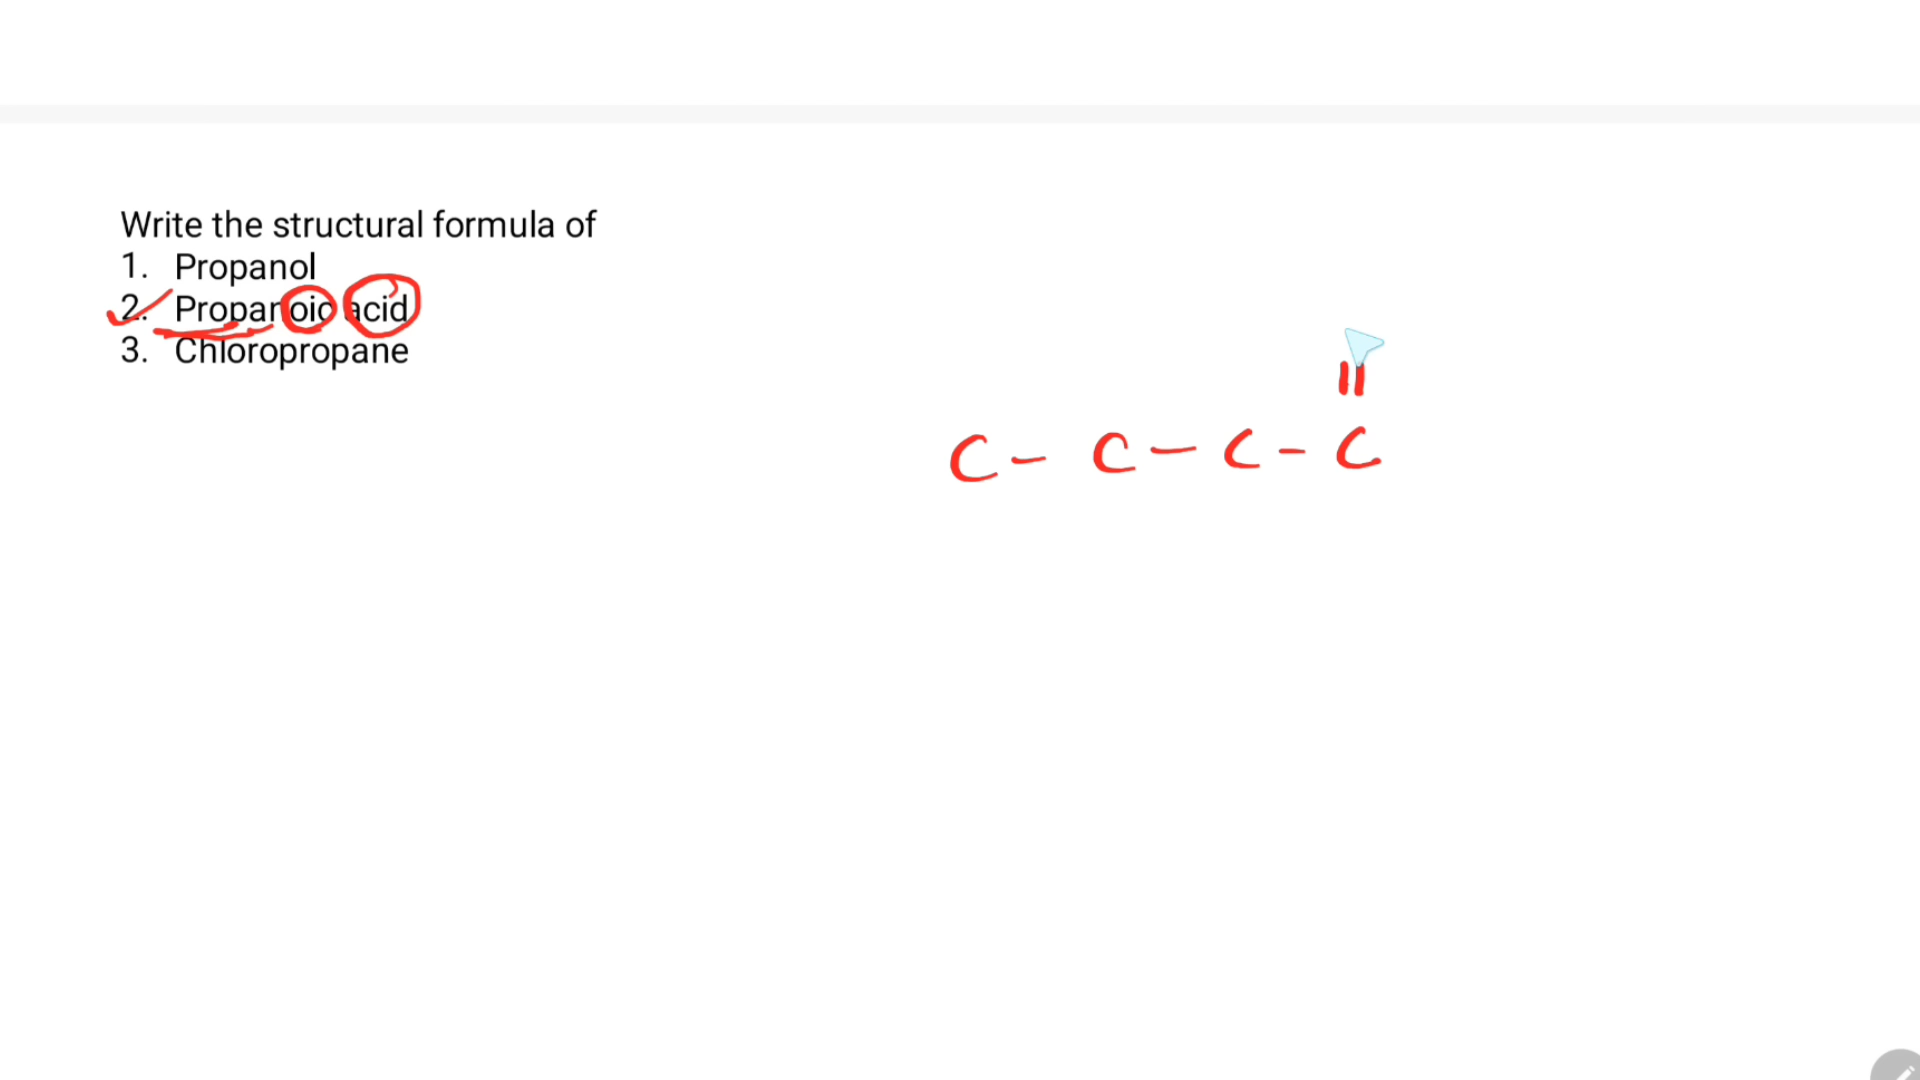 Write the structural formula of
1. Propanol
2. Propanoic acid
3. Chloropropane
||
C - C - C - C